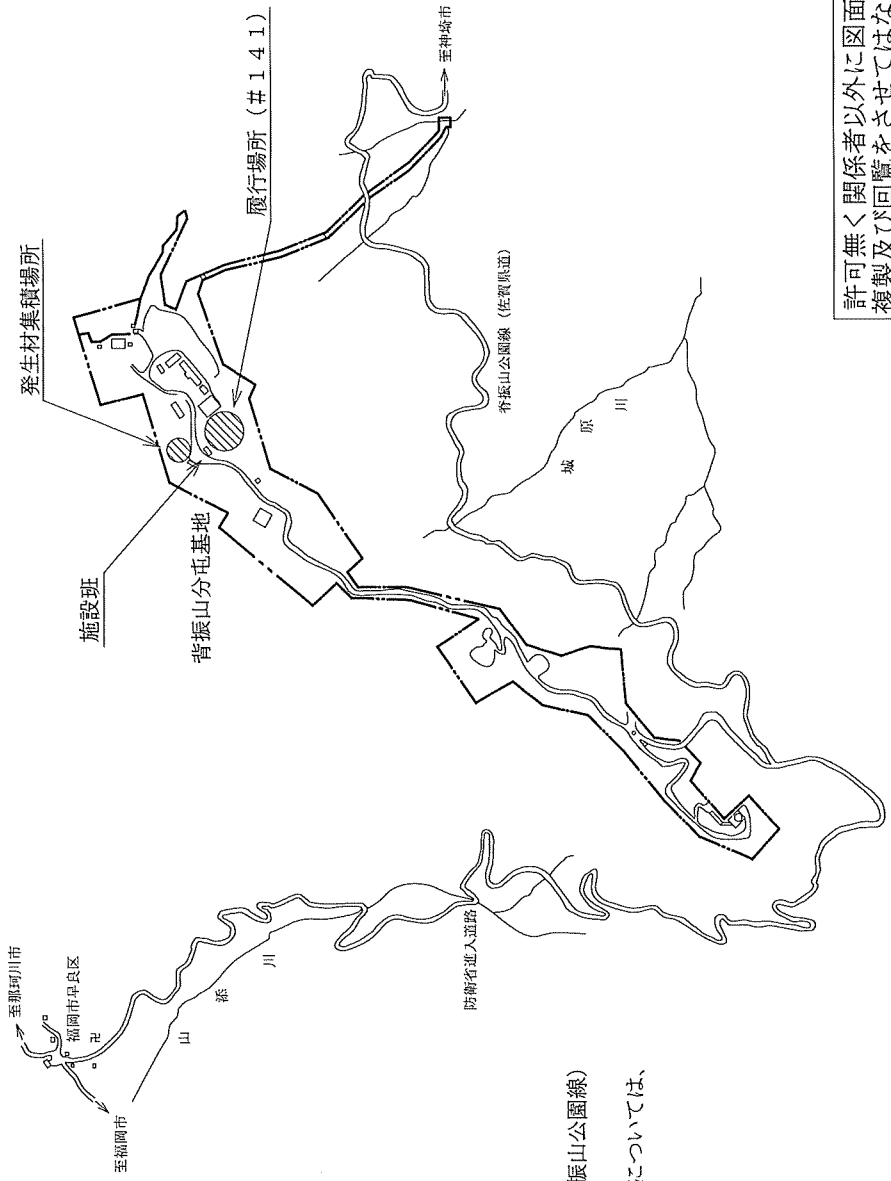 発生材集積場所
履行場所(#141)
施設班
背振山分屯基地
至神埼市
脊振山公園線(佐賀県道)
城原川
至那珂川市
福岡市早良区
卍
山添川
至福岡市
防衛省進入道路
振山公園線)
については、
許可無く関係者以外に図面
複製及び回覧をさせてはな